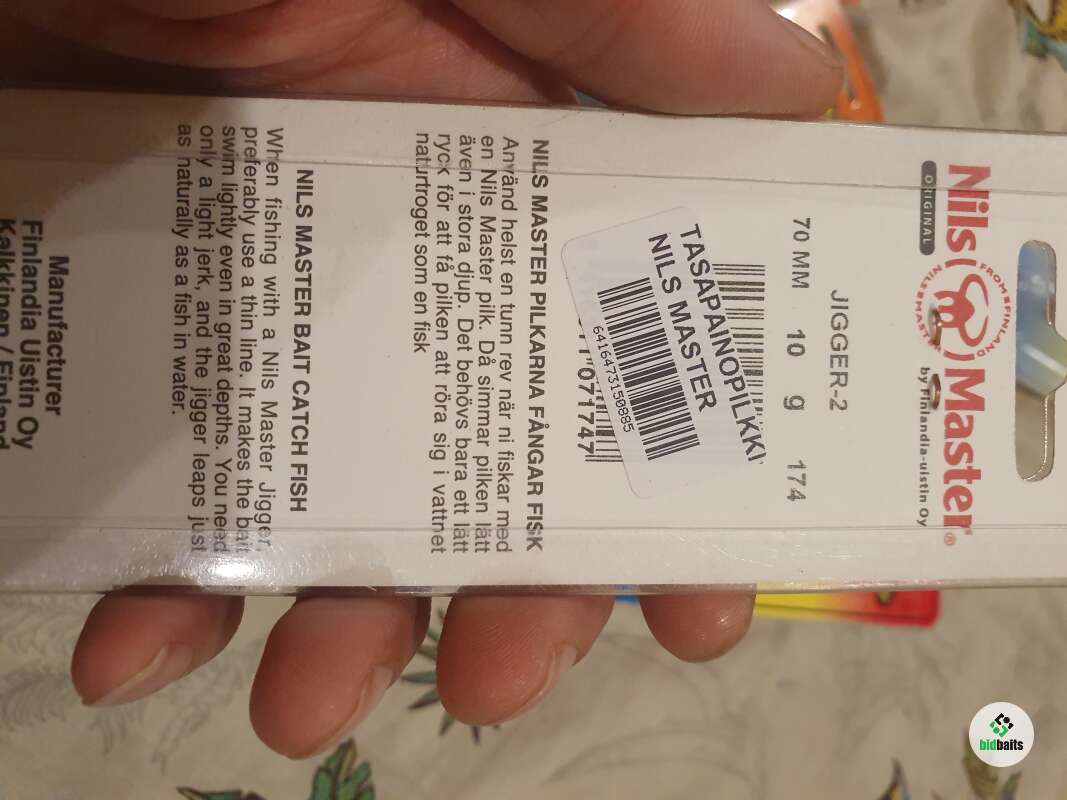 Nils Master®
ORIGINAL
FROM FINLAND
NILS MASTER
by Finlandia-uistin Oy
JIGGER-2
70 MM 10 g 174
TASAPAINOPILKKI
NILS MASTER
6416473150885
071747
NILS MASTER PILKARNA FÅNGAR FISK
Använd helst en tunn rev när ni fiskar med
en Nils Master pilk. Då simmar pilken lätt
även i stora djup. Det behövs bara ett lätt
ryck för att få pilken att röra sig i vattnet
naturtroget som en fisk
NILS MASTER BAIT CATCH FISH
When fishing with a Nils Master Jigger,
preferably use a thin line. It makes the bait
swim lightly even in great depths. You need
only a light jerk, and the jigger leaps just
as naturally as a fish in water.
Manufacturer
Finlandia Uistin Oy
Kalkkinen / Finland
bidbaits